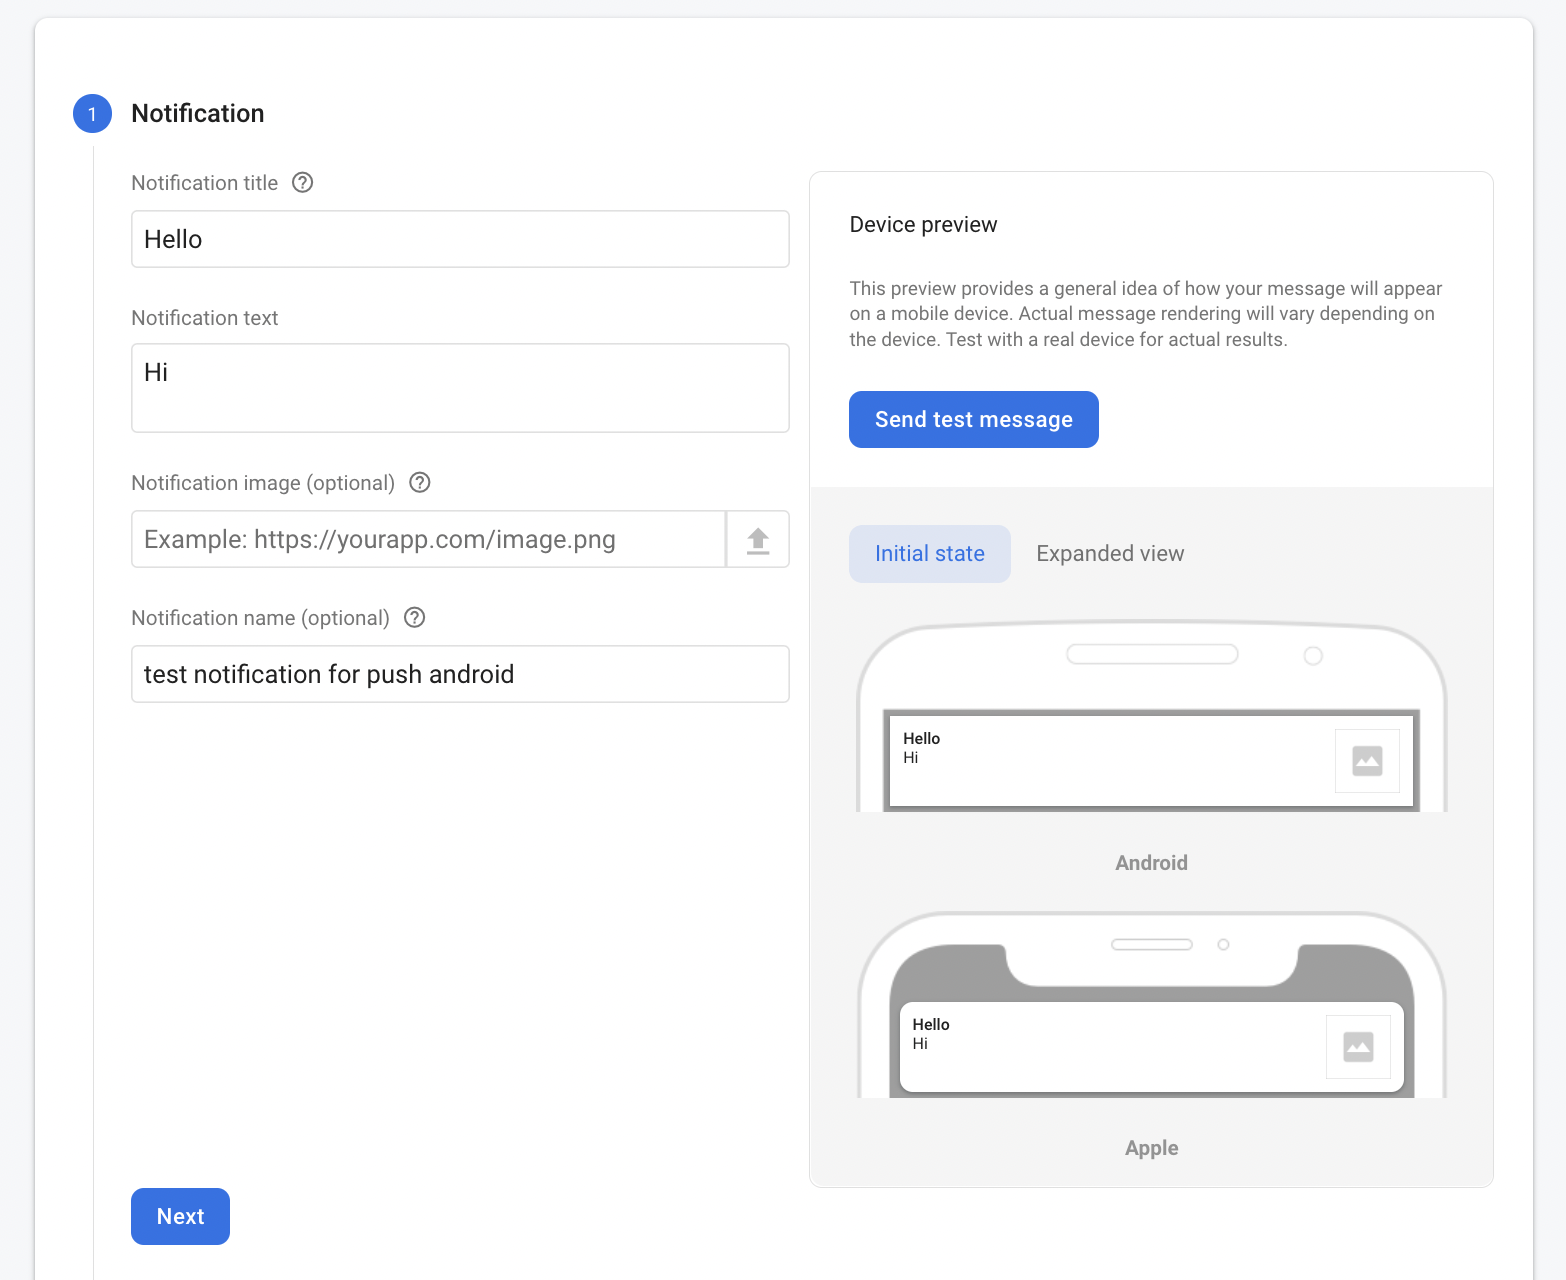 1
Notification
Notification title
Hello
Notification text
Hi
Notification image (optional)
Example: https://yourapp.com/image.png
Notification name (optional)
test notification for push android
Next
Device preview
This preview provides a general idea of how your message will appear
on a mobile device. Actual message rendering will vary depending on
the device. Test with a real device for actual results.
Send test message
Initial state
Expanded view
Hello
Hi
Android
Hello
Hi
Apple